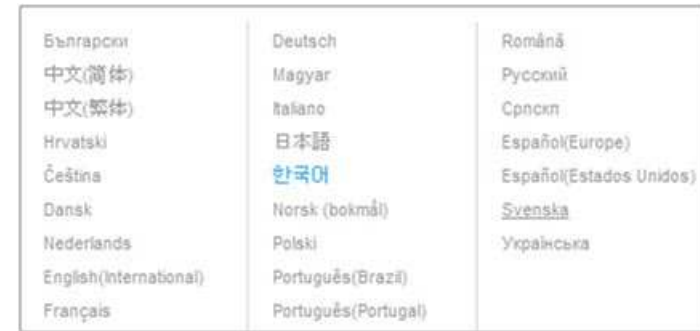 Български
中文(简体)
中文(繁体)
Hrvatski
Čeština
Dansk
Nederlands
English(International)
Français
Deutsch
Magyar
Italiano
日本語
한국어
Norsk (bokmål)
Polski
Português(Brazil)
Português(Portugal)
Română
Русский
Српскп
Español(Europe)
Español(Estados Unidos)
Svenska
Українська